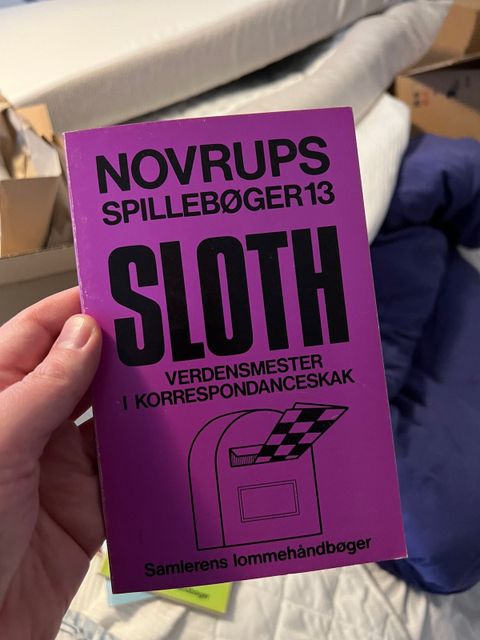 NOVRUPS
SPILLEBØGER 13
SLOTH
VERDENSMESTER
I KORRESPONDANCESKAK
Samlerens lommehåndbøger